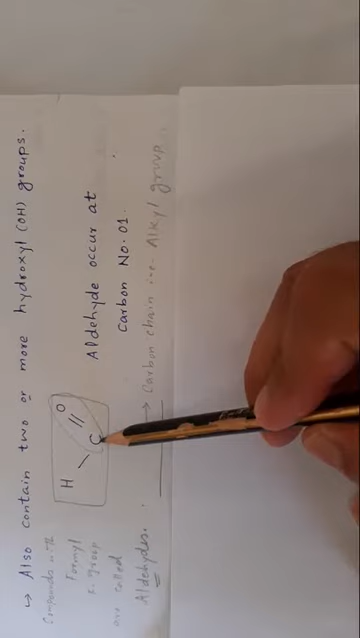 ↳ Also contain two or more hydroxyl (OH) groups.
Compounds with
Formyl
F. group
are called
Aldehydes.
H
O
C
Aldehyde occur at
Carbon No. 01.
→ Carbon chain i.e. Alkyl group.